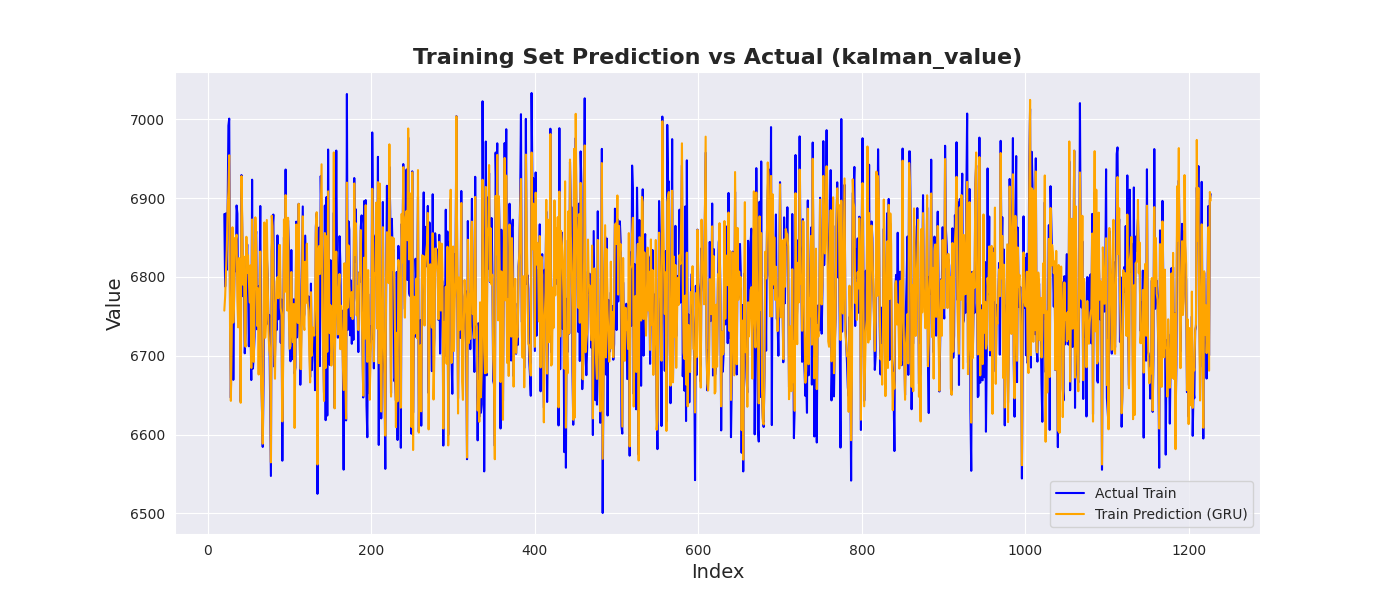 Training Set Prediction vs Actual (kalman_value)
7000
6900
6800
6700
6600
6500
Value
0 200 400 600 800 1000 1200
Index
Actual Train
Train Prediction (GRU)